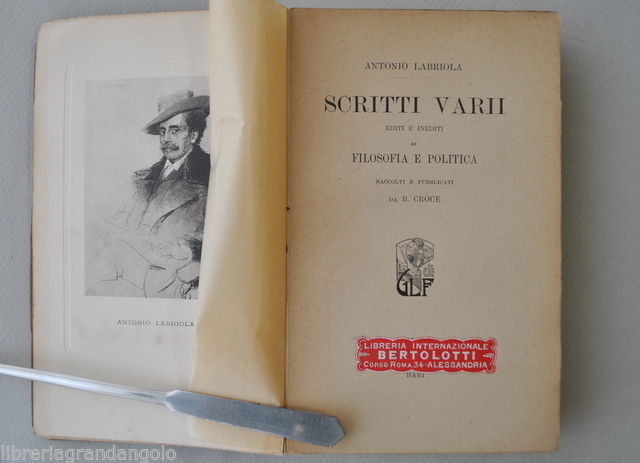 ANTONIO LABRIOLA
ANTONIO LABRIOLA
SCRITTI VARII
EDITI E INEDITI
DI
FILOSOFIA E POLITICA
RACCOLTI E PUBBLICATI
DA B. CROCE
GLF
LIBRERIA INTERNAZIONALE
BERTOLOTTI
CORSO ROMA, 34 - ALESSANDRIA
BARI
libreriagrandangolo